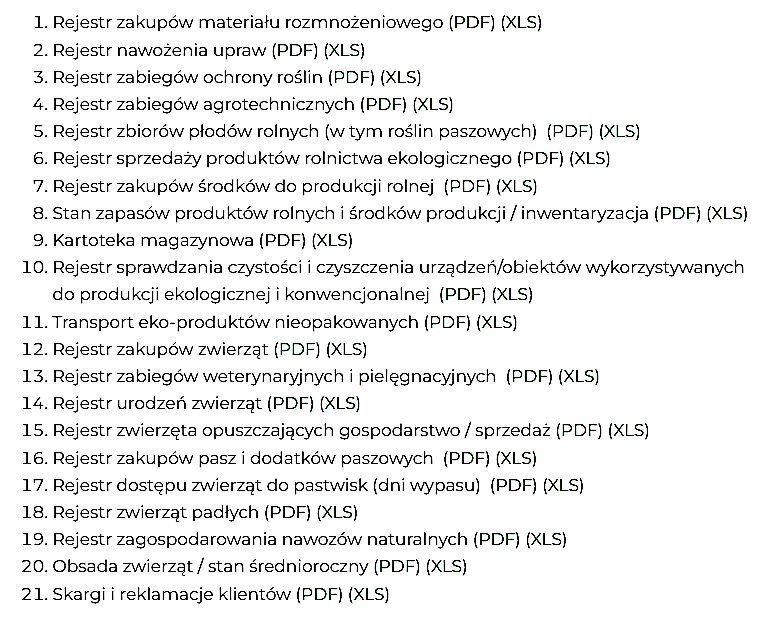 1. Rejestr zakupów materiału rozmnożeniowego (PDF) (XLS)
2. Rejestr nawożenia upraw (PDF) (XLS)
3. Rejestr zabiegów ochrony roślin (PDF) (XLS)
4. Rejestr zabiegów agrotechnicznych (PDF) (XLS)
5. Rejestr zbiorów płodów rolnych (w tym roślin paszowych) (PDF) (XLS)
6. Rejestr sprzedaży produktów rolnictwa ekologicznego (PDF) (XLS)
7. Rejestr zakupów środków do produkcji rolnej (PDF) (XLS)
8. Stan zapasów produktów rolnych i środków produkcji / inwentaryzacja (PDF) (XLS)
9. Kartoteka magazynowa (PDF) (XLS)
10. Rejestr sprawdzania czystości i czyszczenia urządzeń/obiektów wykorzystywanych
do produkcji ekologicznej i konwencjonalnej (PDF) (XLS)
11. Transport eko-produktów nieopakowanych (PDF) (XLS)
12. Rejestr zakupów zwierząt (PDF) (XLS)
13. Rejestr zabiegów weterynaryjnych i pielęgnacyjnych (PDF) (XLS)
14. Rejestr urodzeń zwierząt (PDF) (XLS)
15. Rejestr zwierzęta opuszczających gospodarstwo / sprzedaż (PDF) (XLS)
16. Rejestr zakupów pasz i dodatków paszowych (PDF) (XLS)
17. Rejestr dostępu zwierząt do pastwisk (dni wypasu) (PDF) (XLS)
18. Rejestr zwierząt padłych (PDF) (XLS)
19. Rejestr zagospodarowania nawozów naturalnych (PDF) (XLS)
20. Obsada zwierząt / stan średnioroczny (PDF) (XLS)
21. Skargi i reklamacje klientów (PDF) (XLS)